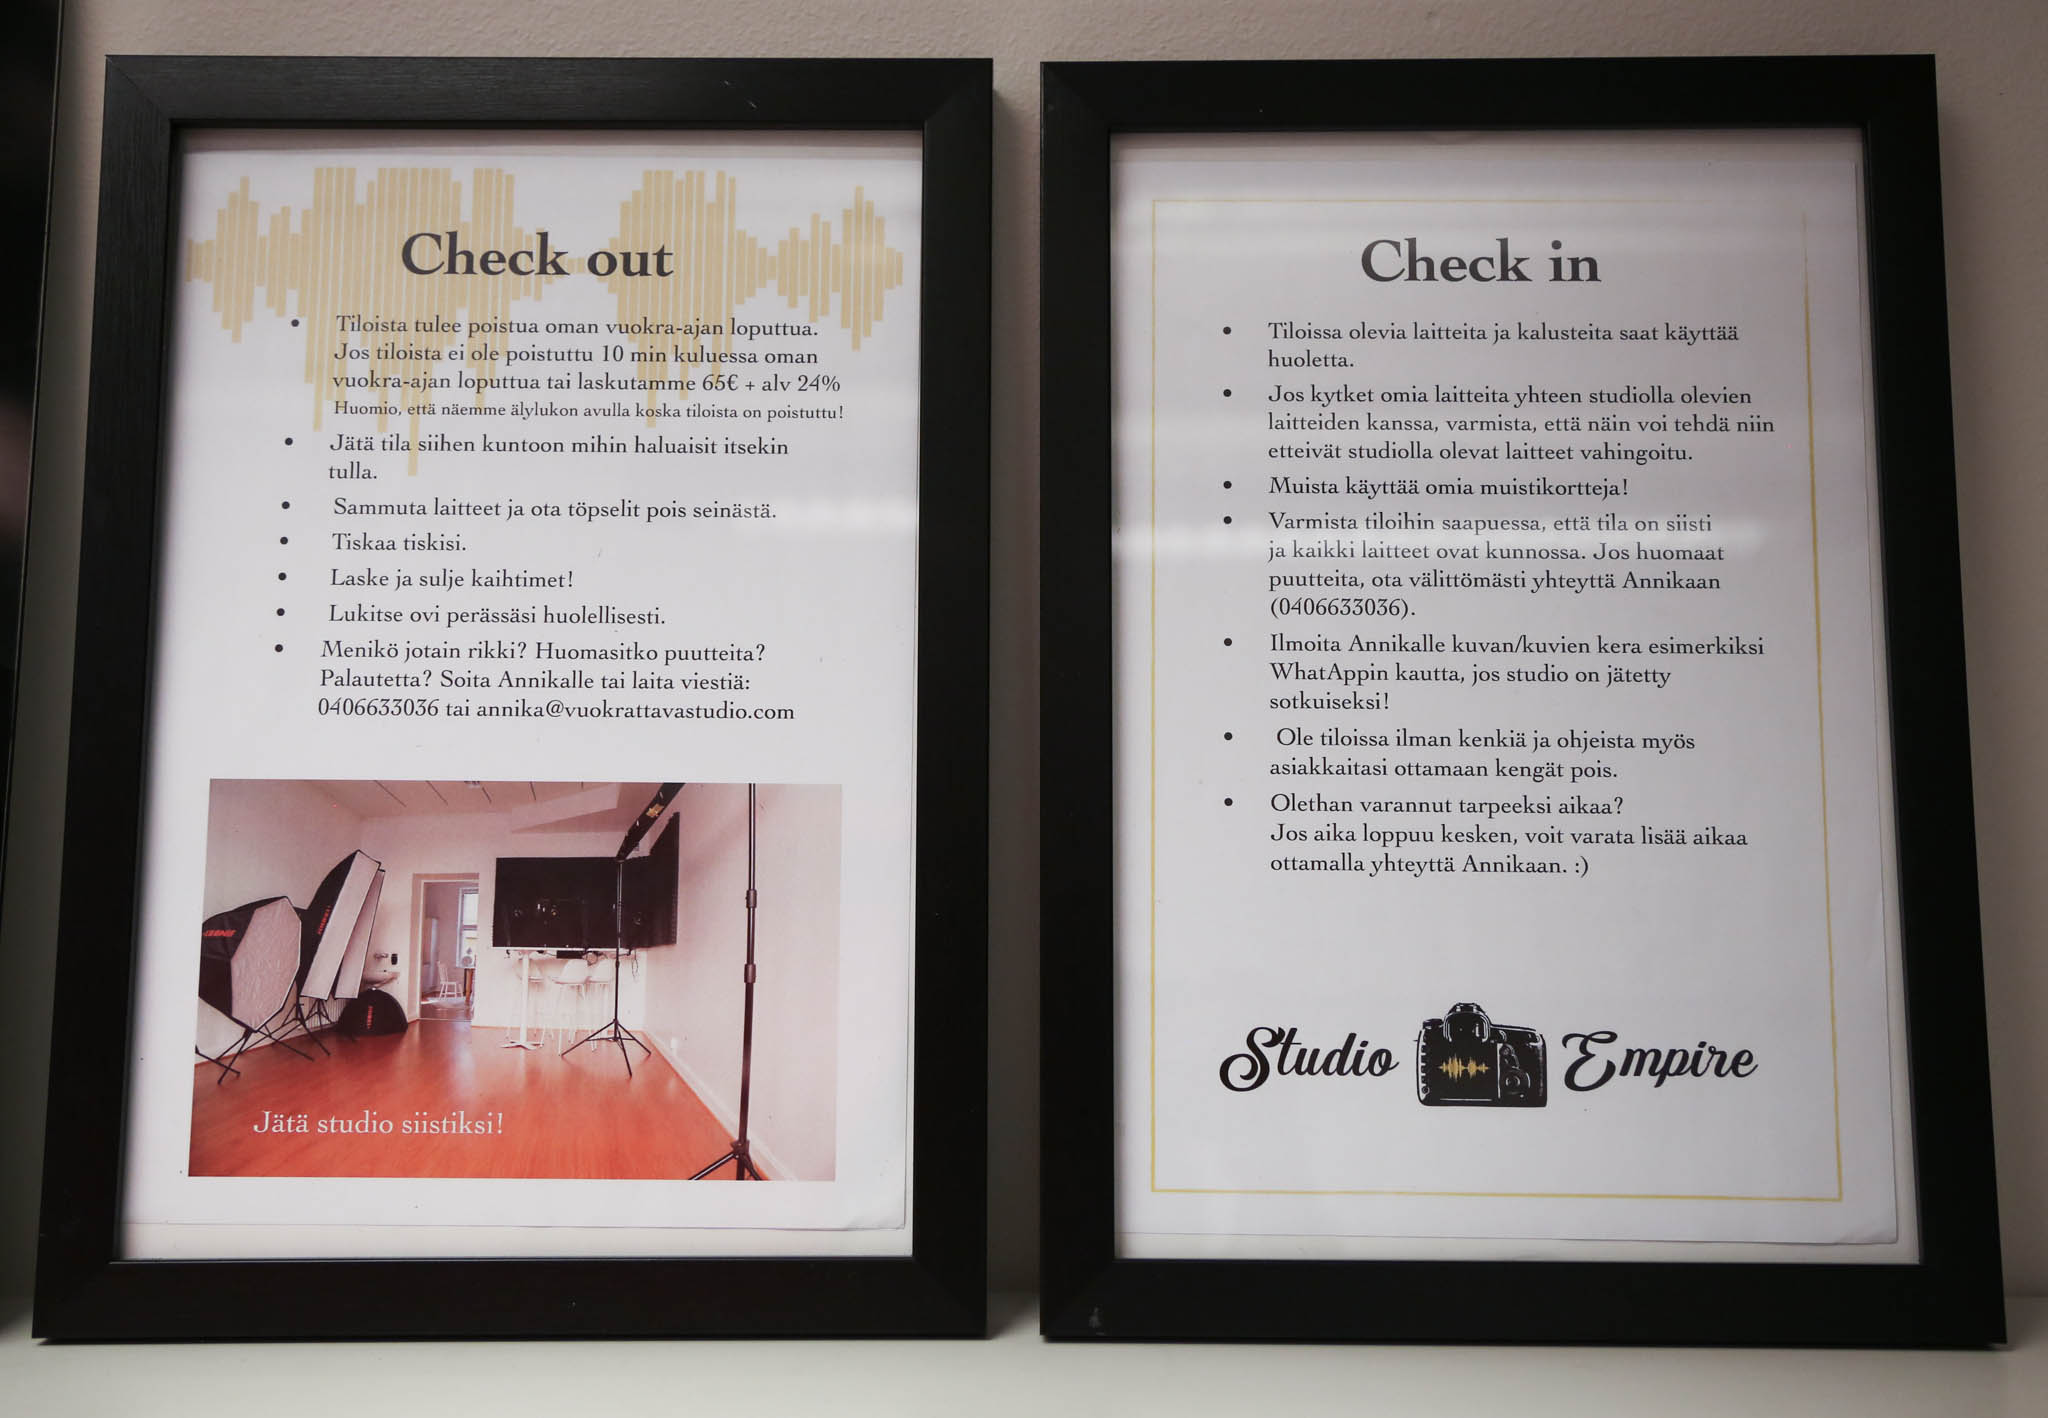 Check out
• Tiloista tulee poistua oman vuokra-ajan loputtua.
Jos tiloista ei ole poistuttu 10 min kuluessa oman
vuokra-ajan loputtua tai laskutamme 65€ + alv 24%
Huomio, että näemme älylukon avulla koska tiloista on poistuttu!
• Jätä tila siihen kuntoon mihin haluaisit itsekin
tulla.
• Sammuta laitteet ja ota töpselit pois seinästä.
• Tiskaa tiskisi.
• Laske ja sulje kaihtimet!
• Lukitse ovi perässäsi huolellisesti.
• Menikö jotain rikki? Huomasitko puutteita?
Palautetta? Soita Annikalle tai laita viestiä:
0406633036 tai annika@vuokrattavastudio.com
Jätä studio siistiksi!
Check in
• Tiloissa olevia laitteita ja kalusteita saat käyttää
huoletta.
• Jos kytket omia laitteita yhteen studiolla olevien
laitteiden kanssa, varmista, että näin voi tehdä niin
etteivät studiolla olevat laitteet vahingoitu.
• Muista käyttää omia muistikortteja!
• Varmista tiloihin saapuessa, että tila on siisti
ja kaikki laitteet ovat kunnossa. Jos huomaat
puutteita, ota välittömästi yhteyttä Annikaan
(0406633036).
• Ilmoita Annikalle kuvan/kuvien kera esimerkiksi
WhatAppin kautta, jos studio on jätetty
sotkuiseksi!
• Ole tiloissa ilman kenkiä ja ohjeista myös
asiakkaitasi ottamaan kengät pois.
• Olethan varannut tarpeeksi aikaa?
Jos aika loppuu kesken, voit varata lisää aikaa
ottamalla yhteyttä Annikaan. :)
Studio Empire